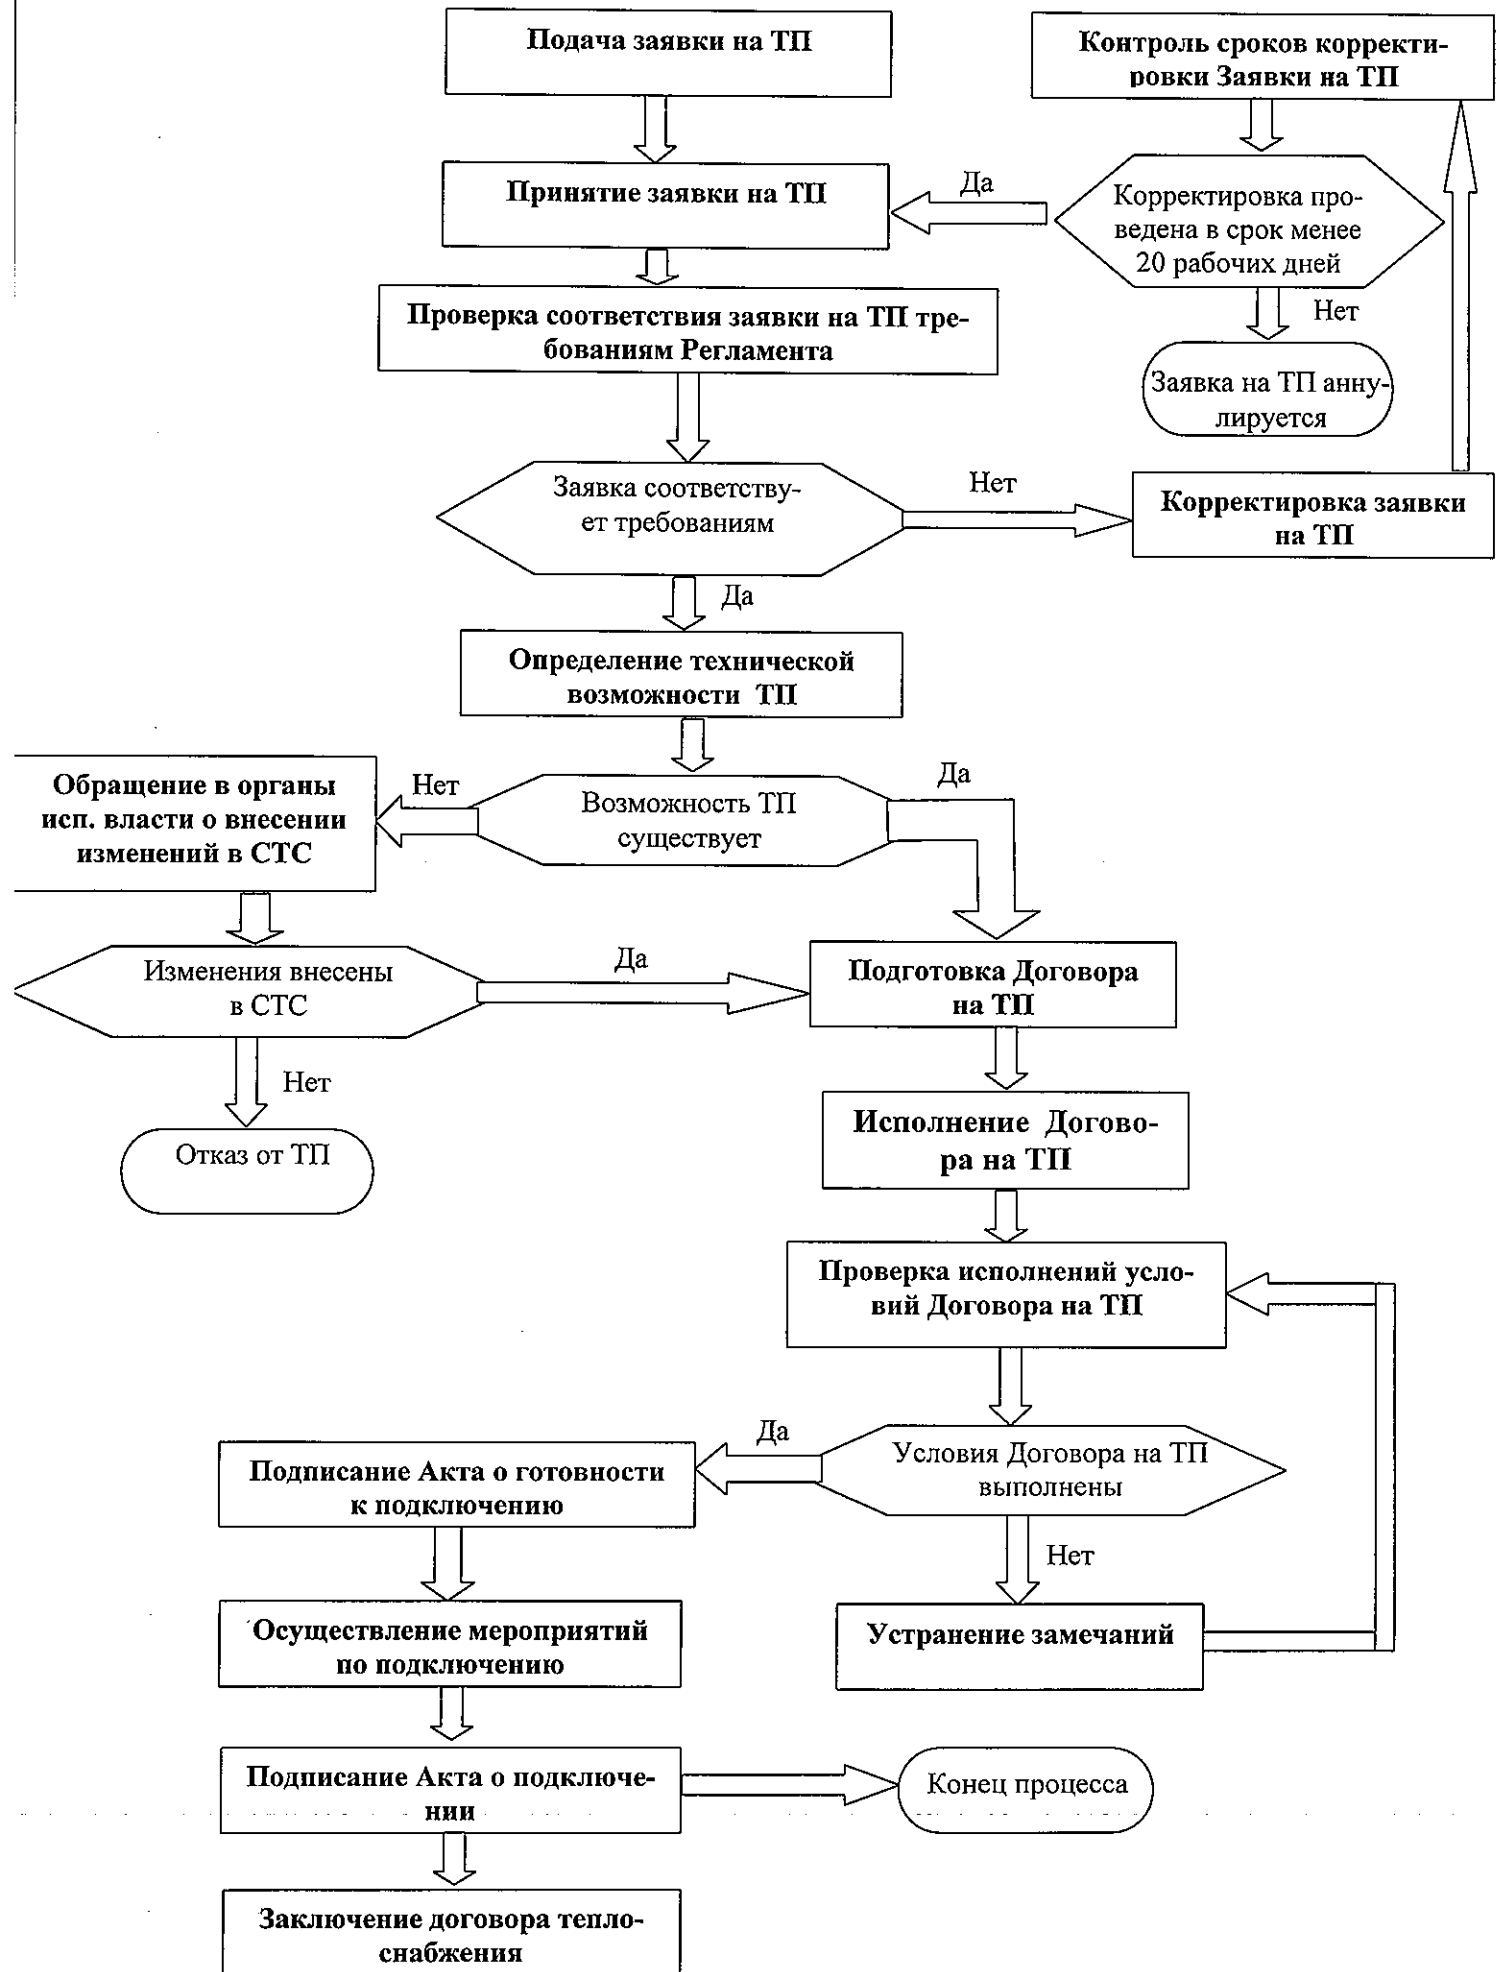 Подача заявки на ТП
Контроль сроков корректи-
ровки Заявки на ТП
Принятие заявки на ТП
Да
Корректировка про-
ведена в срок менее
20 рабочих дней
Нет
Заявка на ТП анну-
лируется
Проверка соответствия заявки на ТП тре-
бованиям Регламента
Заявка соответству-
ет требованиям
Нет
Корректировка заявки
на ТП
Да
Определение технической
возможности ТП
Возможность ТП
существует
Нет
Да
Обращение в органы
исп. власти о внесении
изменений в СТС
Изменения внесены
в СТС
Да
Подготовка Договора
на ТП
Нет
Отказ от ТП
Исполнение Догово-
ра на ТП
Проверка исполнений усло-
вий Договора на ТП
Условия Договора на ТП
выполнены
Да
Подписание Акта о готовности
к подключению
Нет
Устранение замечаний
Осуществление мероприятий
по подключению
Подписание Акта о подключе-
нии
Конец процесса
Заключение договора тепло-
снабжения